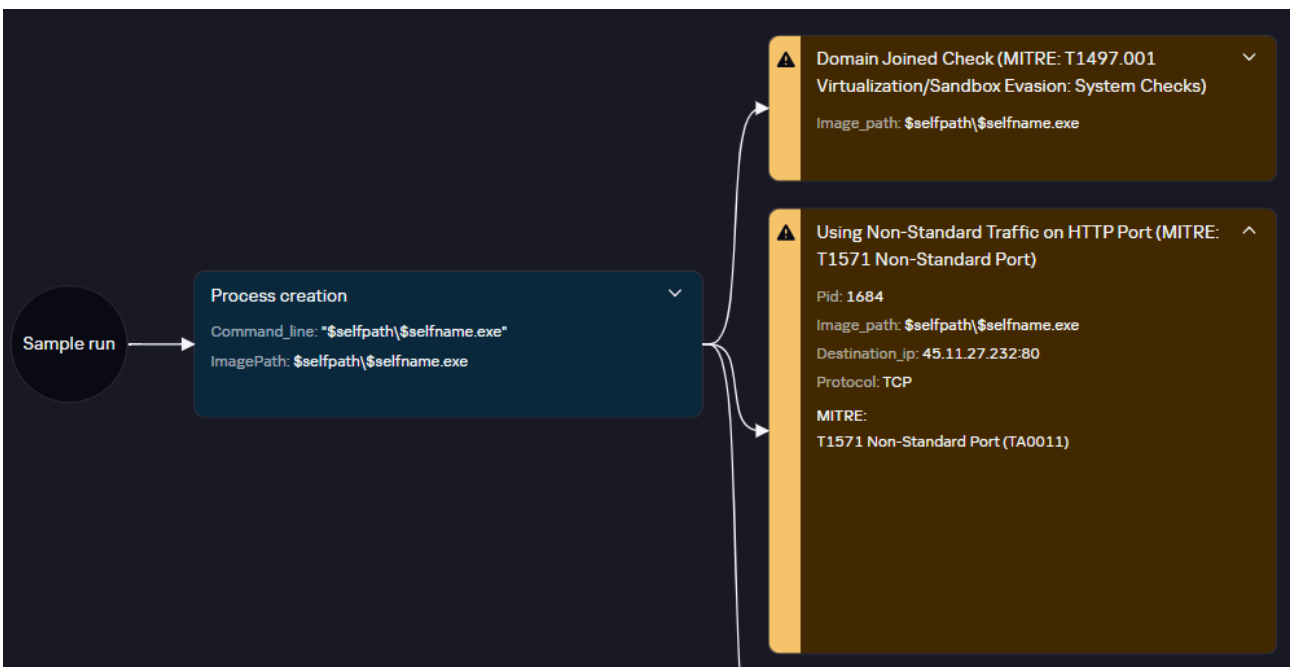 Sample run
Process creation
Command_line: "$selfpath\$selfname.exe"
ImagePath: $selfpath\$selfname.exe
Domain Joined Check (MITRE: T1497.001
Virtualization/Sandbox Evasion: System Checks)
Image_path: $selfpath\$selfname.exe
Using Non-Standard Traffic on HTTP Port (MITRE:
T1571 Non-Standard Port)
Pid: 1684
Image_path: $selfpath\$selfname.exe
Destination_ip: 45.11.27.232:80
Protocol: TCP
MITRE:
T1571 Non-Standard Port (TA0011)